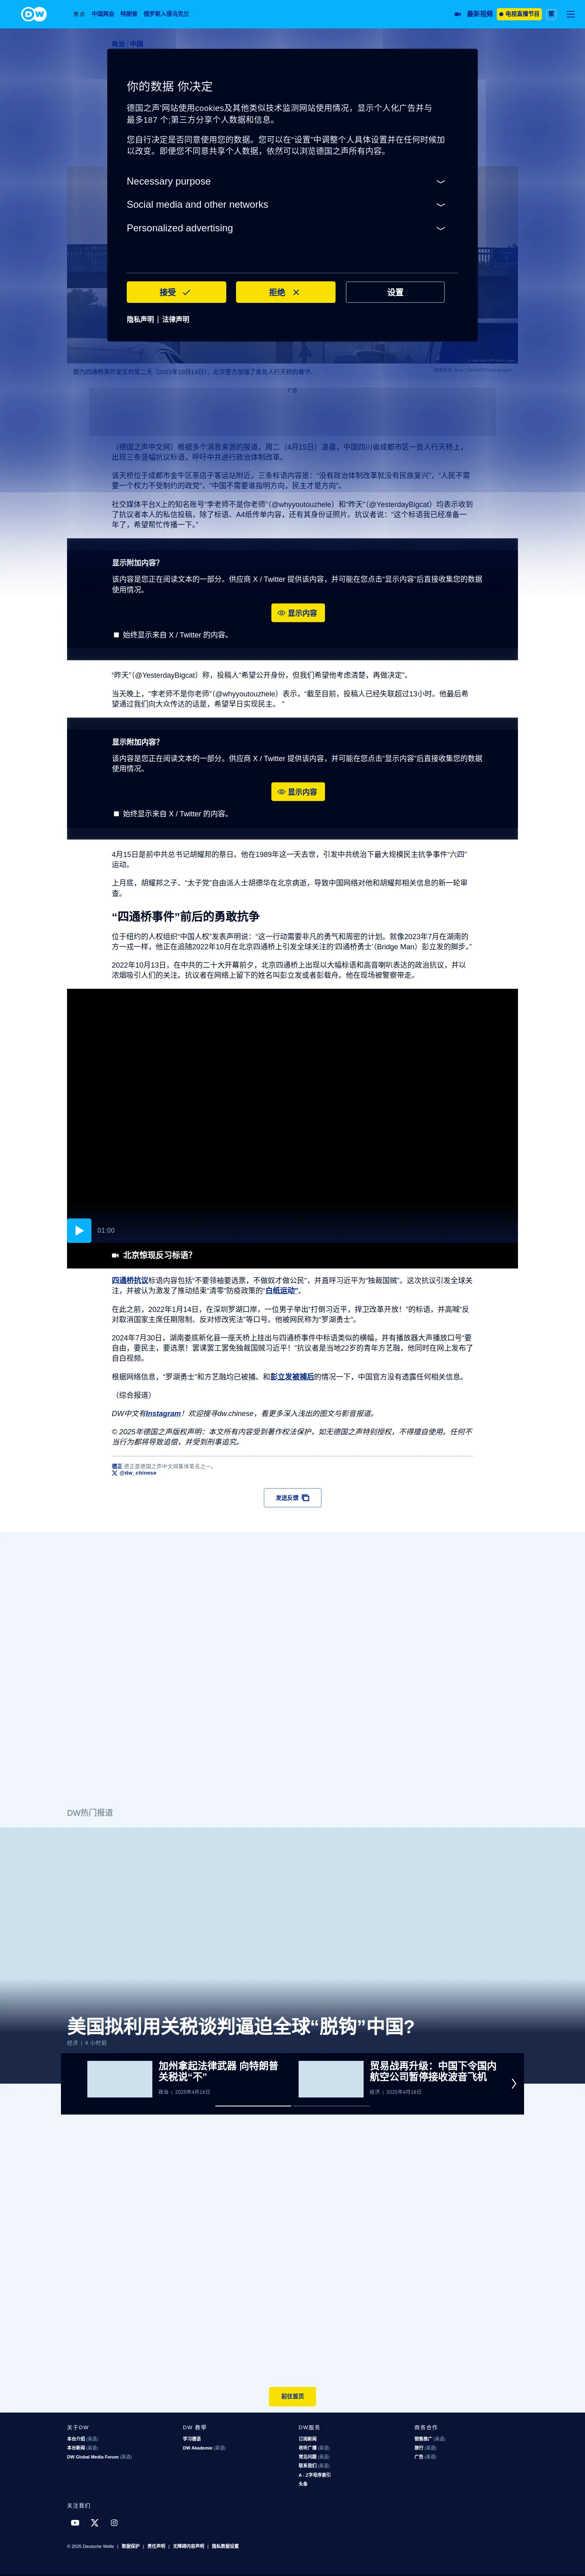 DW
焦点 中国两会 特朗普 俄罗斯入侵乌克兰
最新视频
电视直播节目
繁
政治 | 中国
你的数据 你决定
德国之声'网站使用cookies及其他类似技术监测网站使用情况，显示个人化广告并与
最多187 个;第三方分享个人数据和信息。
您自行决定是否同意使用您的数据。您可以在“设置”中调整个人具体设置并在任何时候加
以改变。即便您不同意共享个人数据，依然可以浏览德国之声所有内容。
Necessary purpose
Social media and other networks
Personalized advertising
接受
拒绝
设置
隐私声明 | 法律声明
图为四通桥事件发生的第二天（2022年10月14日），北京警方加强了各处人行天桥的看守。
广告
（德国之声中文网）根据多个消息来源的报道，周二（4月15日）凌晨，中国四川省成都市区一处人行天桥上，
出现三条竖幅抗议标语，呼吁中共进行政治体制改革。
该天桥位于成都市金牛区茶店子客运站附近，三条标语内容是：“没有政治体制改革就没有民族复兴”，“人民不需
要一个权力不受制约的政党”，“中国不需要谁指明方向，民主才是方向”。
社交媒体平台X上的知名账号“李老师不是你老师”（@whyyoutouzhele）和“昨天”（@YesterdayBigcat）均表示收到
了抗议者本人的私信投稿，除了标语、A4纸传单内容，还有其身份证照片。抗议者说：“这个标语我已经准备一
年了，希望帮忙传播一下。”
显示附加内容？
该内容是您正在阅读文本的一部分。供应商 X / Twitter 提供该内容，并可能在您点击“显示内容”后直接收集您的数据
使用情况。
显示内容
始终显示来自 X / Twitter 的内容。
“昨天”（@YesterdayBigcat）称，投稿人“希望公开身份，但我们希望他考虑清楚，再做决定”。
当天晚上，“李老师不是你老师”（@whyyoutouzhele）表示，“截至目前，投稿人已经失联超过13小时。他最后希
望通过我们向大众传达的话是，希望早日实现民主。 ”
显示附加内容？
该内容是您正在阅读文本的一部分。供应商 X / Twitter 提供该内容，并可能在您点击“显示内容”后直接收集您的数据
使用情况。
显示内容
始终显示来自 X / Twitter 的内容。
4月15日是前中共总书记胡耀邦的祭日。他在1989年这一天去世，引发中共统治下最大规模民主抗争事件“六四”
运动。
上月底，胡耀邦之子、“太子党”自由派人士胡德华在北京病逝，导致中国网络对他和胡耀邦相关信息的新一轮审
查。
“四通桥事件”前后的勇敢抗争
位于纽约的人权组织“中国人权”发表声明说：“这一行动需要非凡的勇气和周密的计划。就像2023年7月在湖南的
方一戎一样，他正在追随2022年10月在北京四通桥上引发全球关注的‘四通桥勇士’（Bridge Man）彭立发的脚步。”
2022年10月13日，在中共的二十大开幕前夕，北京四通桥上出现以大幅标语和高音喇叭表达的政治抗议，并以
浓烟吸引人们的关注。抗议者在网络上留下的姓名叫彭立发或者彭载舟。他在现场被警察带走。
01:00
北京惊现反习标语?
四通桥抗议标语内容包括“不要领袖要选票，不做奴才做公民”，并直呼习近平为“独裁国贼”。这次抗议引发全球关
注，并被认为激发了推动结束“清零”防疫政策的“白纸运动”。
在此之前，2022年1月14日，在深圳罗湖口岸，一位男子举出“打倒习近平，捍卫改革开放！”的标语，并高喊“反
对取消国家主席任期限制、反对修改宪法”等口号。他被网民称为“罗湖勇士”。
2024年7月30日，湖南娄底新化县一座天桥上挂出与四通桥事件中标语类似的横幅，并有播放器大声播放口号“要
自由，要民主，要选票！罢课罢工罢免独裁国贼习近平！”抗议者是当地22岁的青年方艺融，他同时在网上发布了
自白视频。
根据网络信息，“罗湖勇士”和方艺融均已被捕。和彭立发被捕后的情况一下，中国官方没有透露任何相关信息。
（综合报道）
DW中文有Instagram！欢迎搜寻dw.chinese，看更多深入浅出的图文与影音报道。
© 2025年德国之声版权声明：本文所有内容受到著作权法保护，如无德国之声特别授权，不得擅自使用。任何不
当行为都将导致追偿，并受到刑事追究。
德正 德正是德国之声中文网集体笔名之一。
@dw_chinese
发送反馈
DW热门报道
美国拟利用关税谈判逼迫全球“脱钩”中国?
经济 | 4 小时前
加州拿起法律武器 向特朗普
关税说“不”
政治 | 2025年4月16日
贸易战再升级：中国下令国内
航空公司暂停接收波音飞机
经济 | 2025年4月16日
前往首页
关于DW
本台介绍 (英语)
本台新闻 (英语)
DW Global Media Forum (英语)
DW 教学
学习德语
DW Akademie (英语)
DW服务
订阅新闻
收听广播 (英语)
常见问题 (英语)
联系我们 (英语)
A - Z字母序索引
头条
商务合作
销售推广 (英语)
旅行 (英语)
广告 (英语)
关注我们
© 2025 Deutsche Welle | 数据保护 | 责任声明 | 无障碍内容声明 | 隐私数据设置